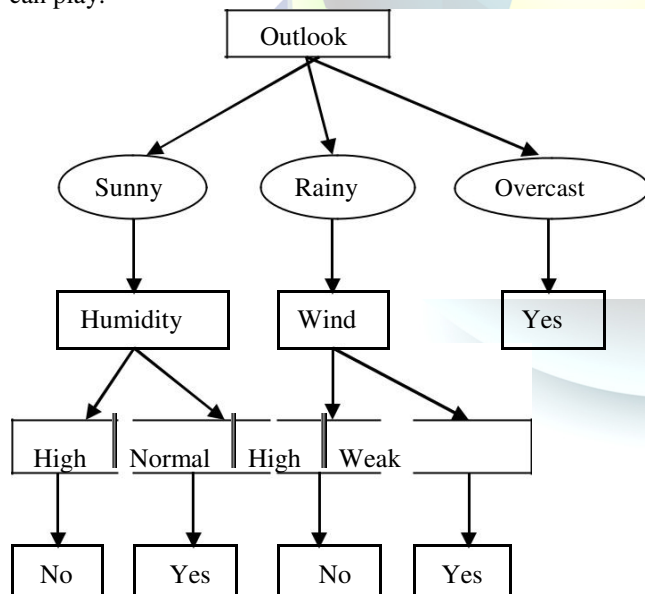 can play.
Outlook
Sunny Rainy Overcast
Humidity Wind Yes
High Normal High Weak
No Yes No Yes